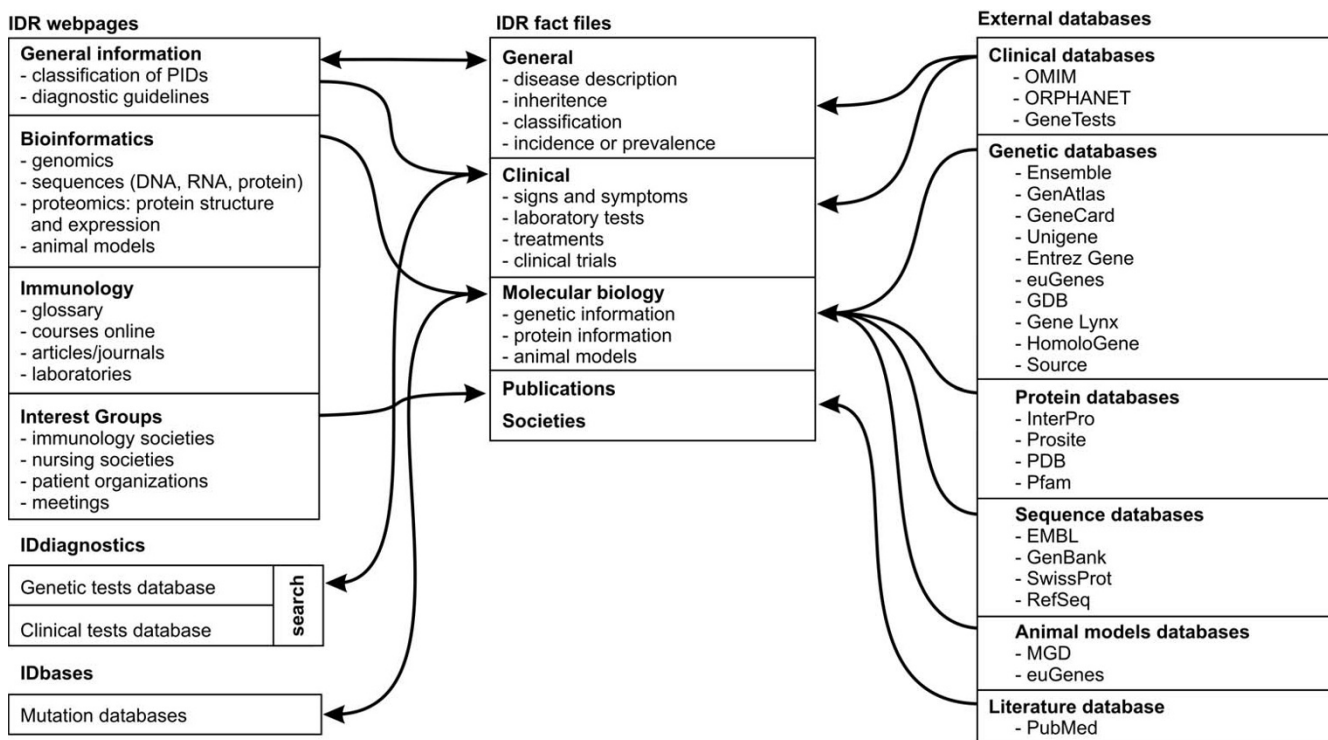 IDR webpages
General information
- classification of PIDs
- diagnostic guidelines
Bioinformatics
- genomics
- sequences (DNA, RNA, protein)
- proteomics: protein structure
and expression
- animal models
Immunology
- glossary
- courses online
- articles/journals
- laboratories
Interest Groups
- immunology societies
- nursing societies
- patient organizations
- meetings
IDdiagnostics
Genetic tests database
Clinical tests database
search
IDbases
Mutation databases
IDR fact files
General
- disease description
- inheritence
- classification
- incidence or prevalence
Clinical
- signs and symptoms
- laboratory tests
- treatments
- clinical trials
Molecular biology
- genetic information
- protein information
- animal models
Publications
Societies
External databases
Clinical databases
- OMIM
- ORPHANET
- GeneTests
Genetic databases
- Ensemble
- GenAtlas
- GeneCard
- Unigene
- Entrez Gene
- euGenes
- GDB
- Gene Lynx
- HomoloGene
- Source
Protein databases
- InterPro
- Prosite
- PDB
- Pfam
Sequence databases
- EMBL
- GenBank
- SwissProt
- RefSeq
Animal models databases
- MGD
- euGenes
Literature database
- PubMed